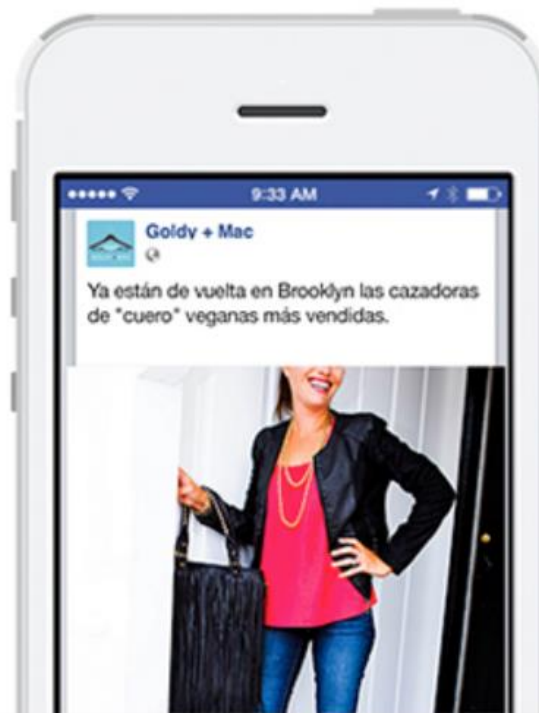 9:33 AM
Goldy + Mac
Ya están de vuelta en Brooklyn las cazadoras
de "cuero" veganas más vendidas.